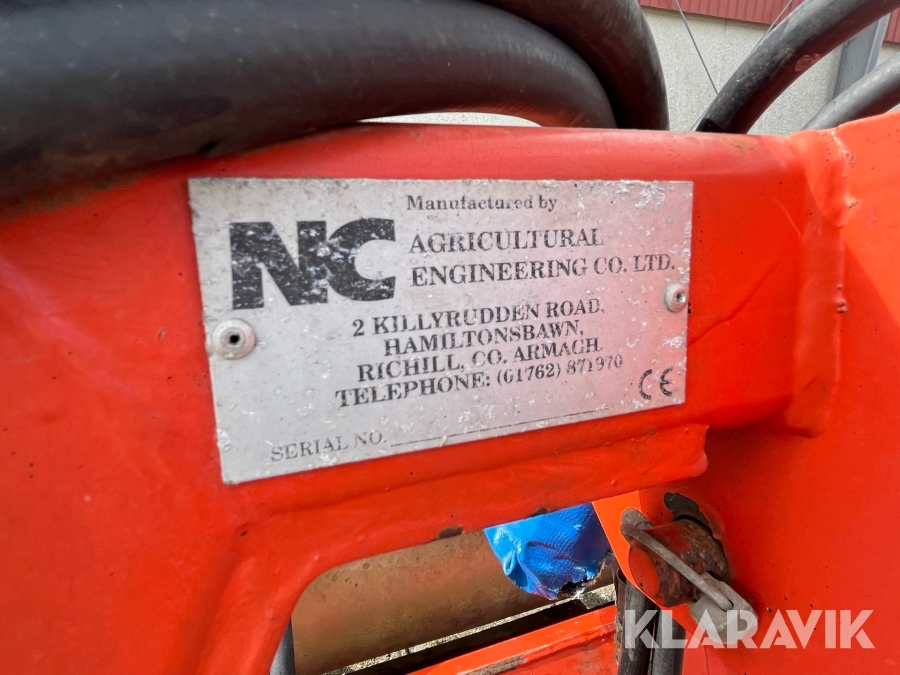 Manufactured by
NC AGRICULTURAL
ENGINEERING CO. LTD.
2 KILLYRUDDEN ROAD,
HAMILTONSBAWN,
RICHILL, CO. ARMAGH.
TELEPHONE: (01762) 871970
CE
SERIAL NO.
KLARAVIK